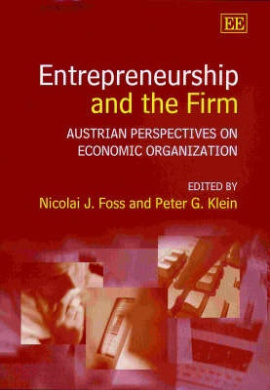 EE
Entrepreneurship
and the Firm
AUSTRIAN PERSPECTIVES ON
ECONOMIC ORGANIZATION
EDITED BY
Nicolai J. Foss and Peter G. Klein